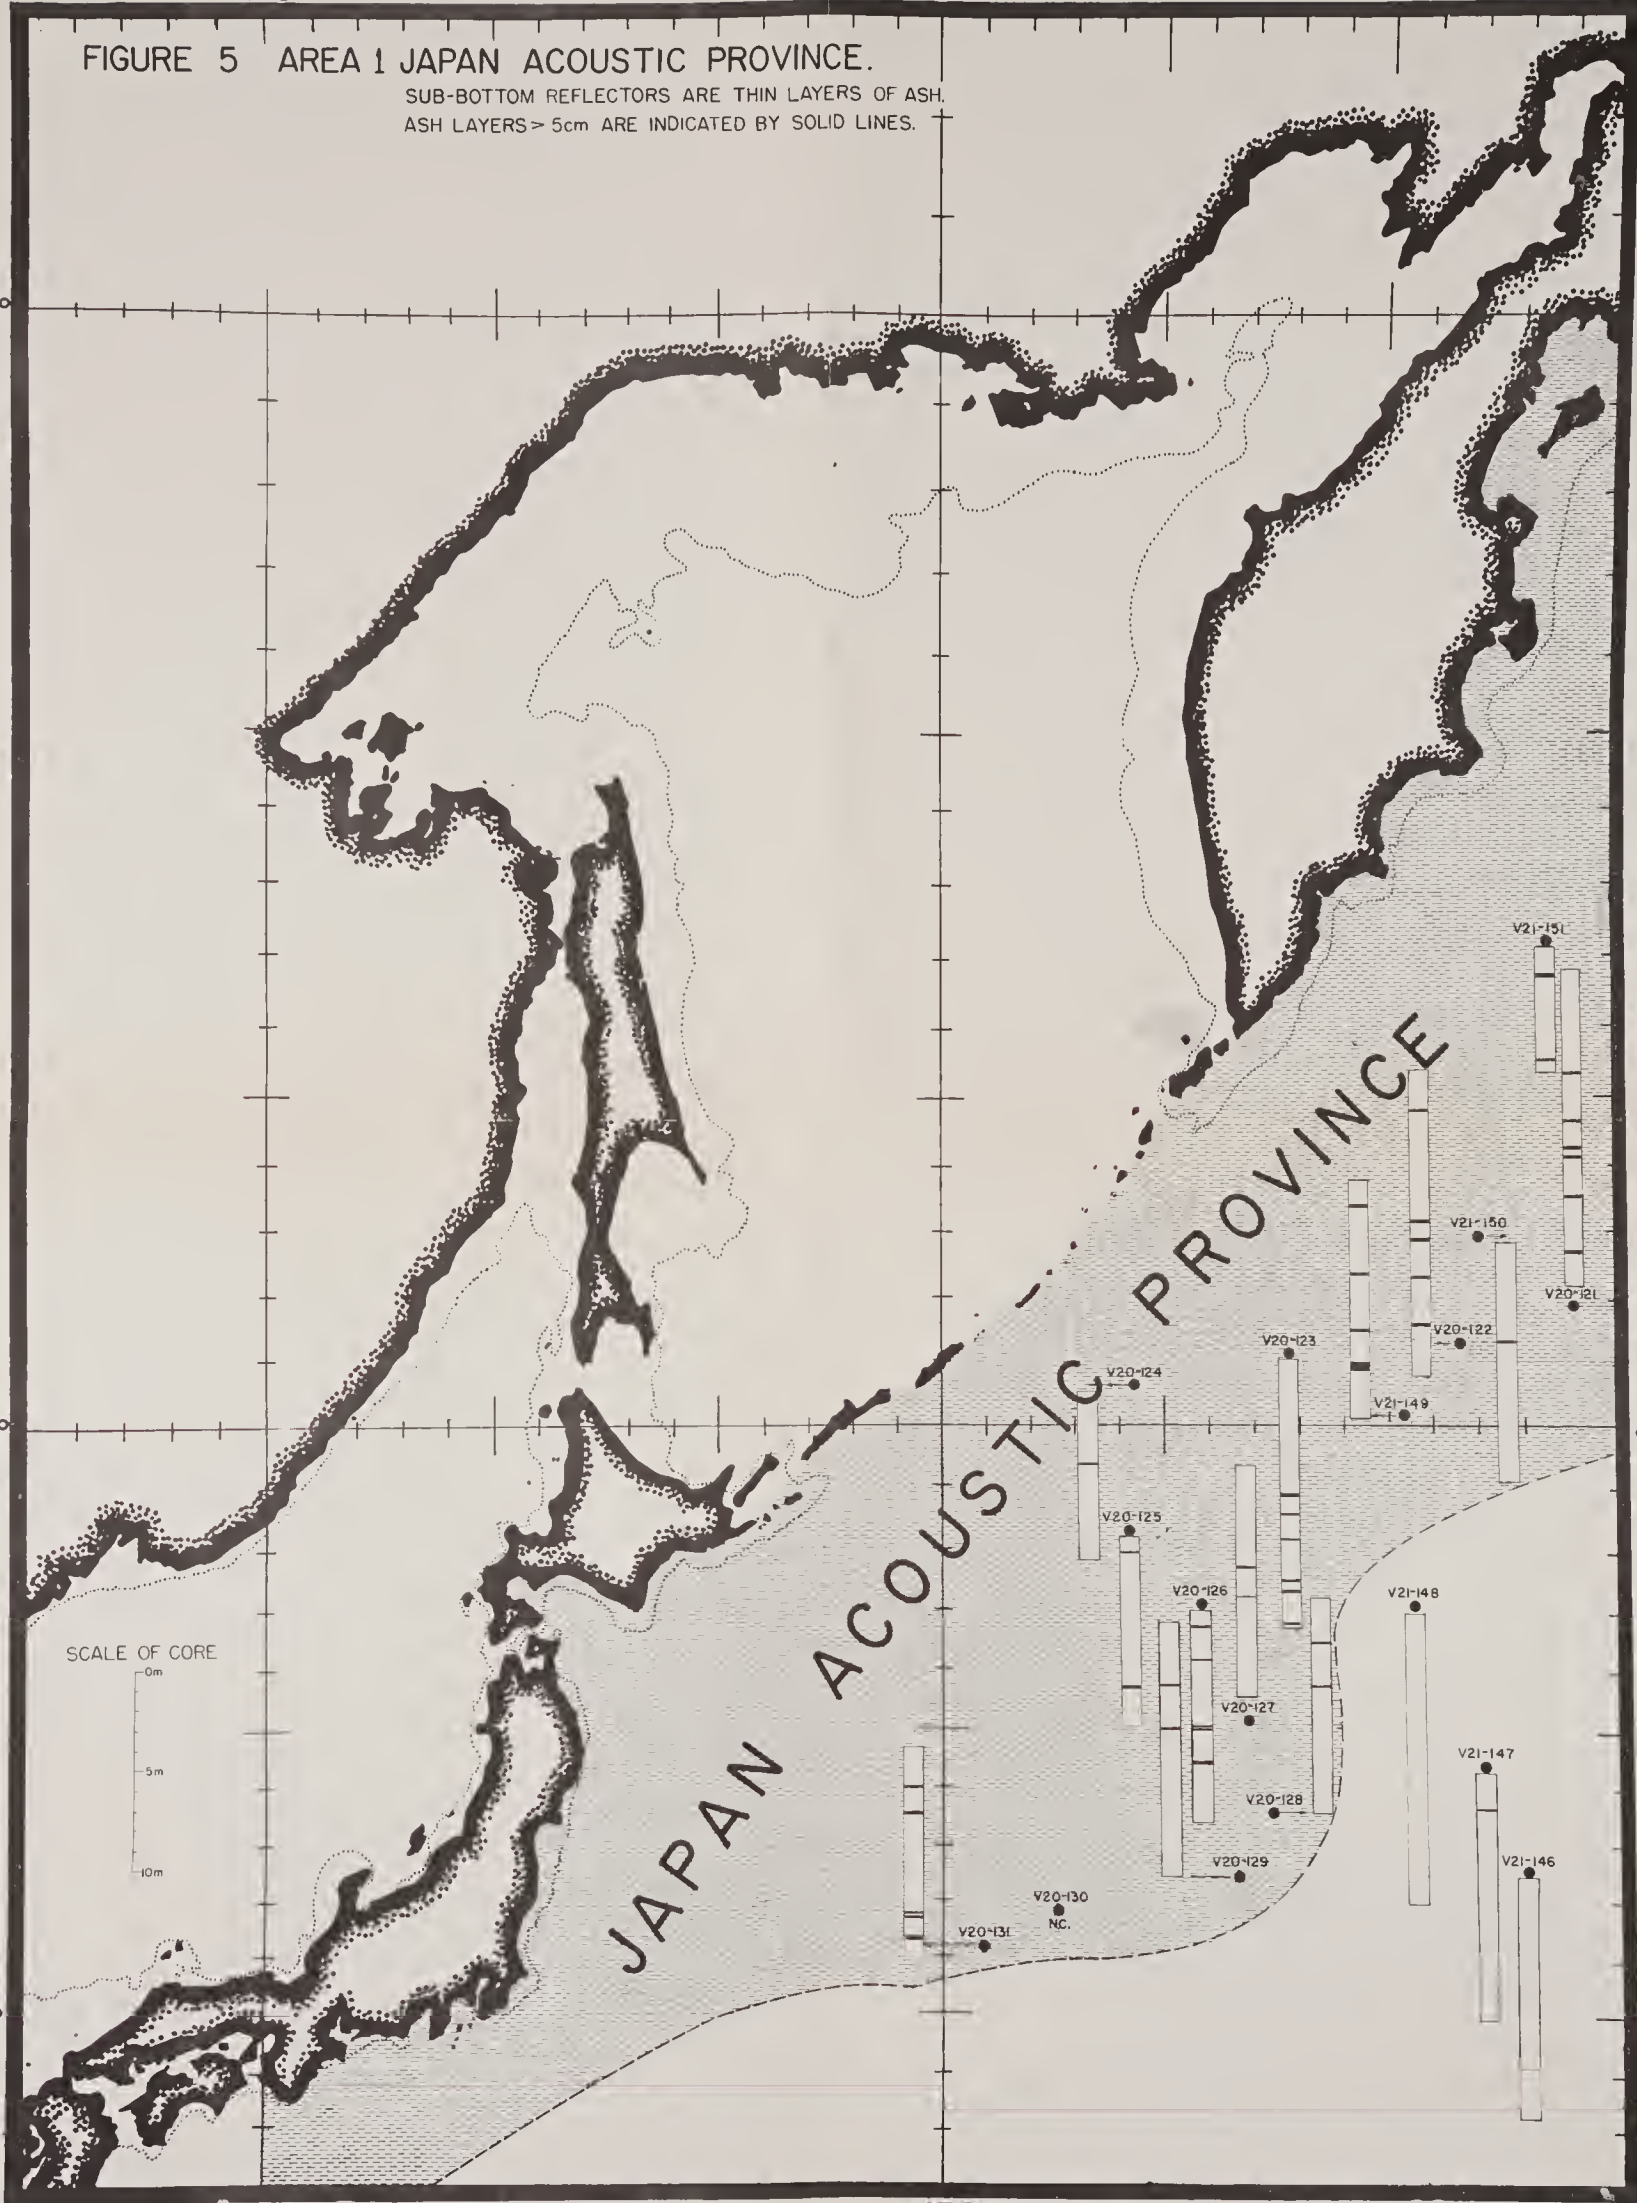 FIGURE 5 AREA 1 JAPAN ACOUSTIC PROVINCE.
SUB-BOTTOM REFLECTORS ARE THIN LAYERS OF ASH.
ASH LAYERS > 5cm ARE INDICATED BY SOLID LINES.
V21-151
V21-150
V20-121
V20-122
V20-123
V20-124
V21-149
V20-125
V20-126
V21-148
V20-127
V21-147
V20-128
V20-129
V21-146
V20-130
N.C.
V20-131
JAPAN ACOUSTIC PROVINCE
SCALE OF CORE
0m
5m
10m